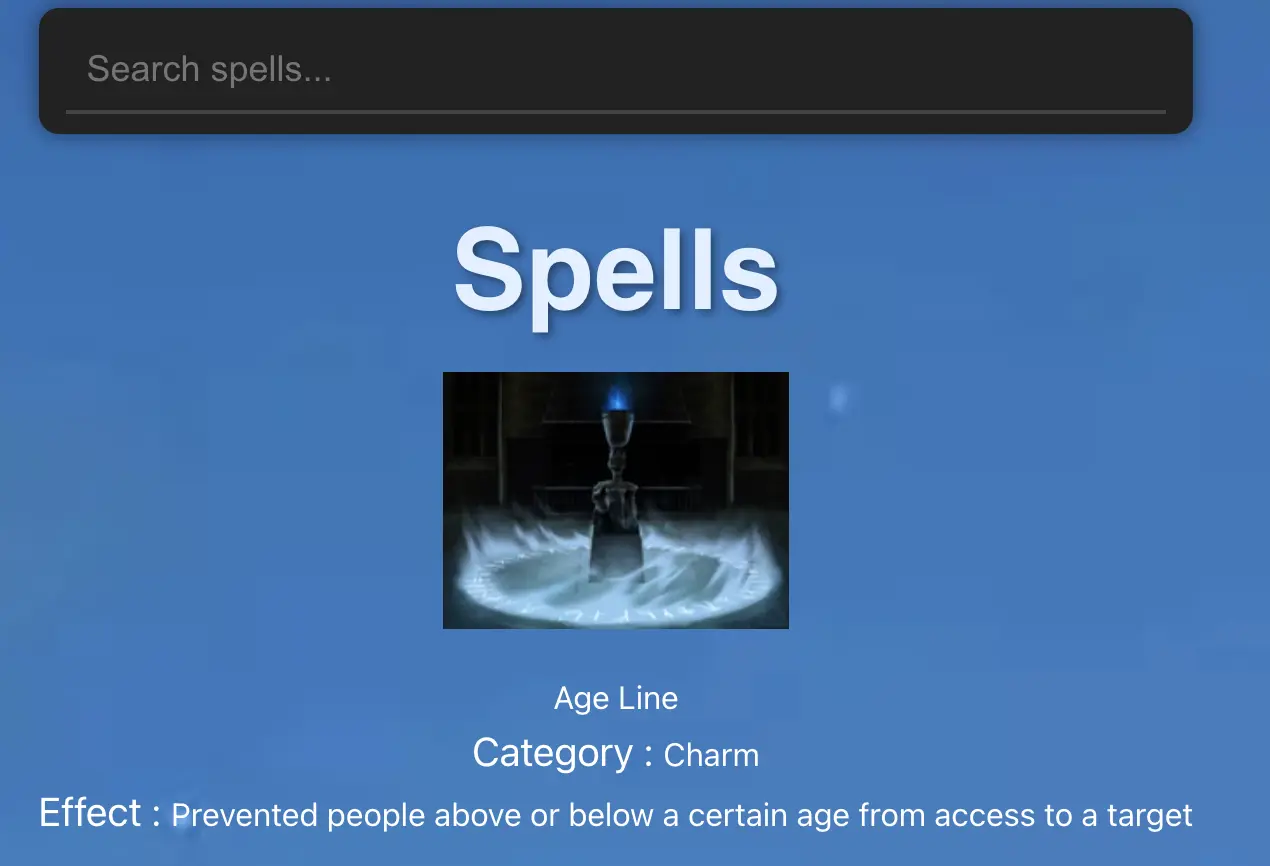 Search spells...
Spells
Age Line
Category : Charm
Effect : Prevented people above or below a certain age from access to a target